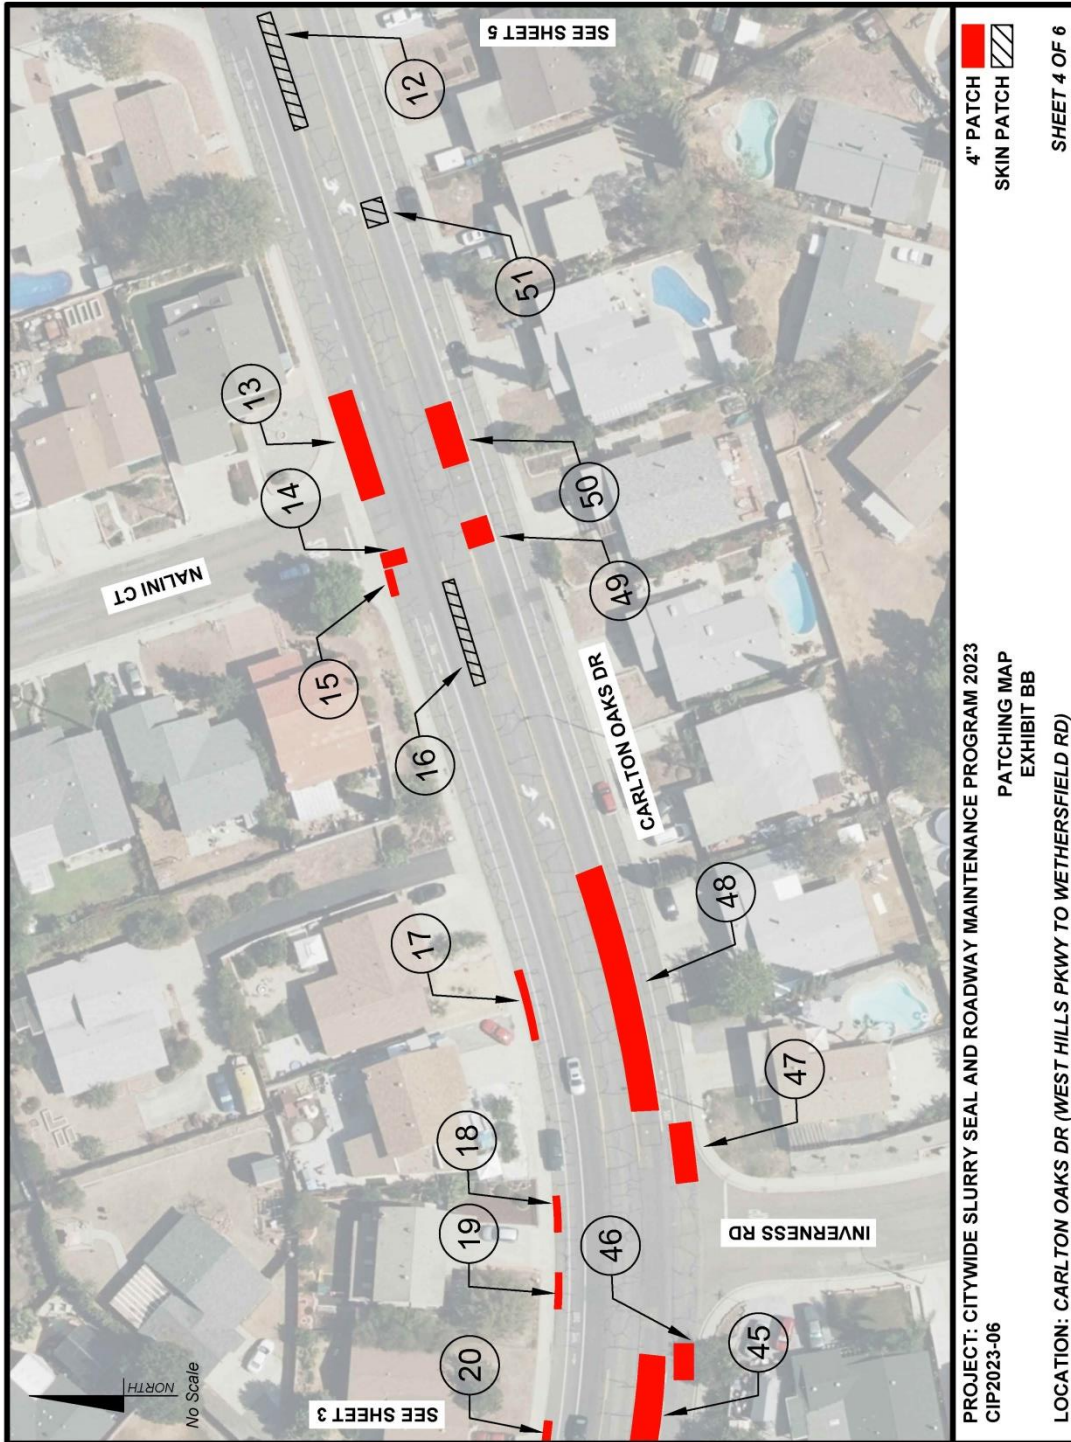 SEE SHEET 5
12
51
13
14
15
16
50
49
NALINI CT
CARLTON OAKS DR
17
48
47
18
19
46
INVERNESS RD
20
45
SEE SHEET 3
NORTH
No Scale
PROJECT: CITYWIDE SLURRY SEAL AND ROADWAY MAINTENANCE PROGRAM 2023
CIP2023-06
PATCHING MAP
EXHIBIT BB
LOCATION: CARLTON OAKS DR (WEST HILLS PKWY TO WETHERSFIELD RD)
4" PATCH
SKIN PATCH
SHEET 4 OF 6